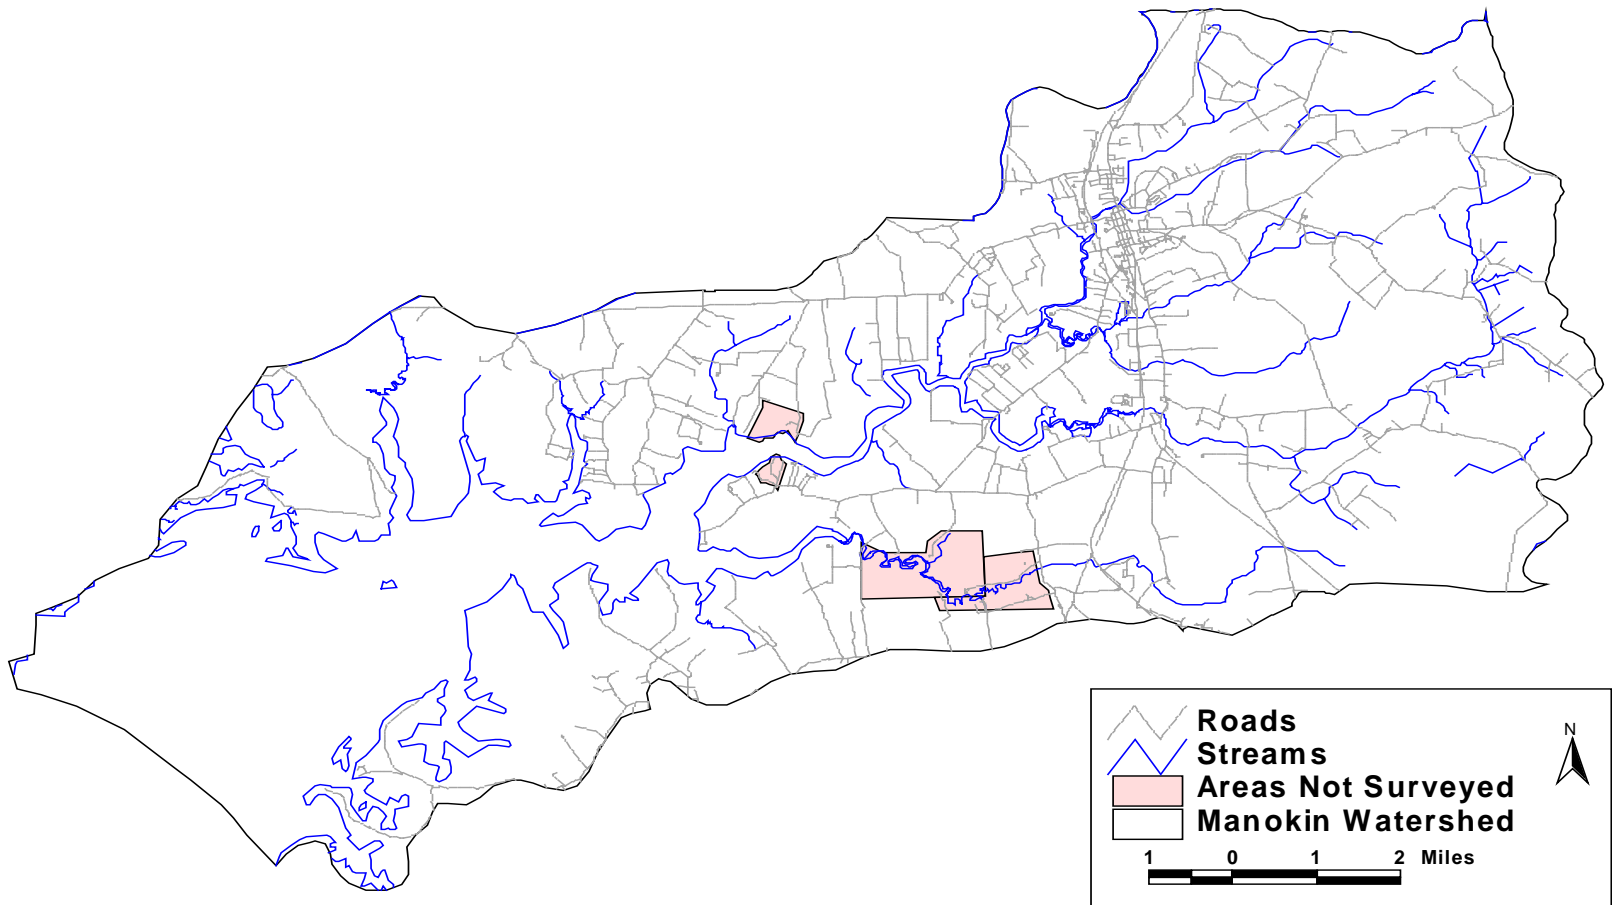 Roads
N
Streams
Areas Not Surveyed
Manokin Watershed
1 0 1 2 Miles